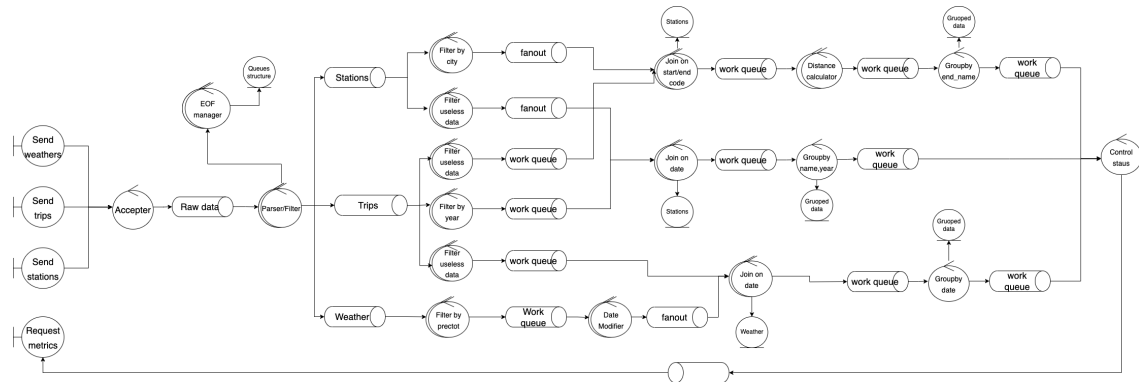 Stations
Gruoped
data
Filter by
city
fanout
Join on
start/end
code
work queue
Distance
calculator
work queue
Groupby
end_name
work
queue
Queues
structure
Stations
EOF
manager
Filter
useless
data
fanout
Send
weathers
Filter
useless
data
work queue
Join on
date
work queue
Groupby
name,year
work
queue
Control
staus
Send
trips
Accepter
Raw data
Parser/Filter
Trips
Filter by
year
work queue
Stations
Gruoped
data
Gruoped
data
Send
stations
Filter
useless
data
work queue
Join on
date
work queue
Groupby
date
work
queue
Request
metrics
Weather
Filter by
prectot
Work
queue
Date
Modifier
fanout
Weather